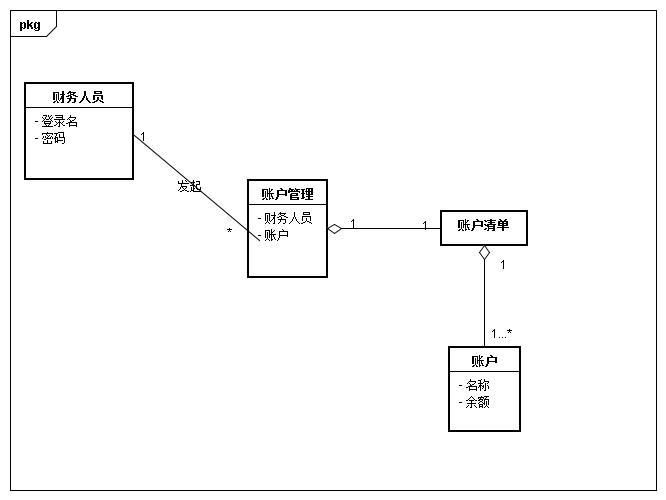 pkg
财务人员
- 登录名
- 密码
1
发起
*
账户管理
- 财务人员
- 账户
1
1
账户清单
1
1...*
账户
- 名称
- 余额